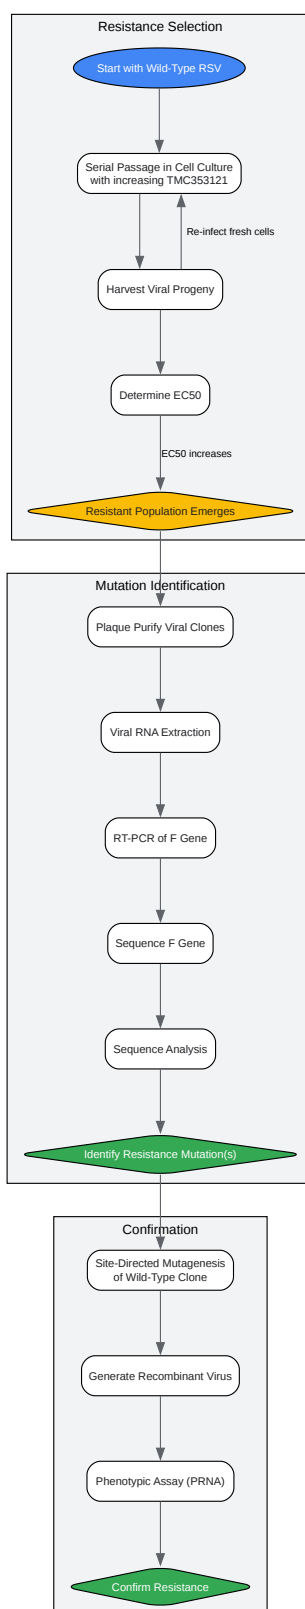 Resistance Selection
Start with Wild-Type RSV
Serial Passage in Cell Culture
with increasing TMC353121
Re-infect fresh cells
Harvest Viral Progeny
Determine EC50
EC50 increases
Resistant Population Emerges
Mutation Identification
Plaque Purify Viral Clones
Viral RNA Extraction
RT-PCR of F Gene
Sequence F Gene
Sequence Analysis
Identify Resistance Mutation(s)
Confirmation
Site-Directed Mutagenesis
of Wild-Type Clone
Generate Recombinant Virus
Phenotypic Assay (PRNA)
Confirm Resistance